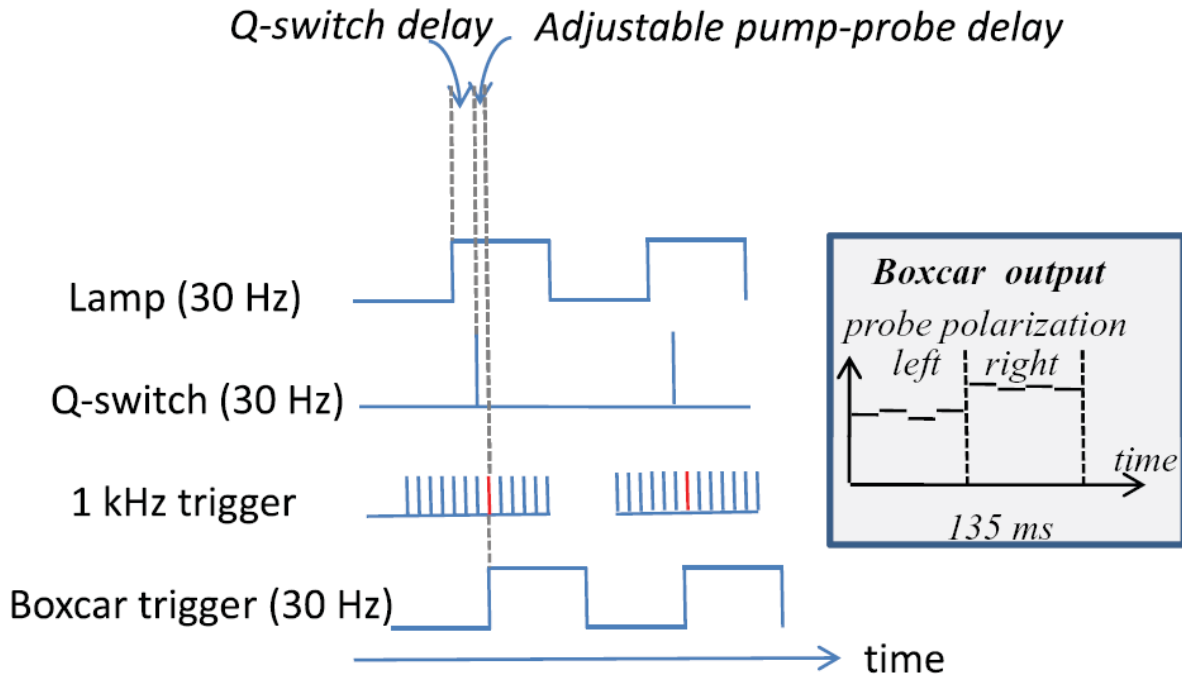 Q-switch delay
Adjustable pump-probe delay
Lamp (30 Hz)
Q-switch (30 Hz)
1 kHz trigger
Boxcar trigger (30 Hz)
time
Boxcar output
probe polarization
left
right
time
135 ms